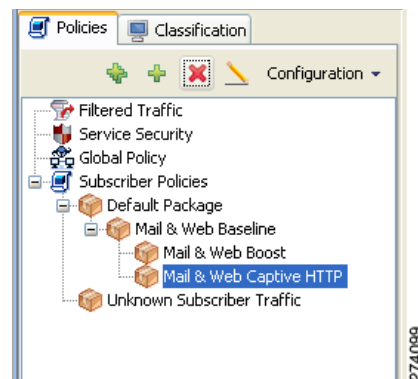 Policies Classification
Configuration
Filtered Traffic
Service Security
Global Policy
Subscriber Policies
Default Package
Mail & Web Baseline
Mail & Web Boost
Mail & Web Captive HTTP
Unknown Subscriber Traffic
274099